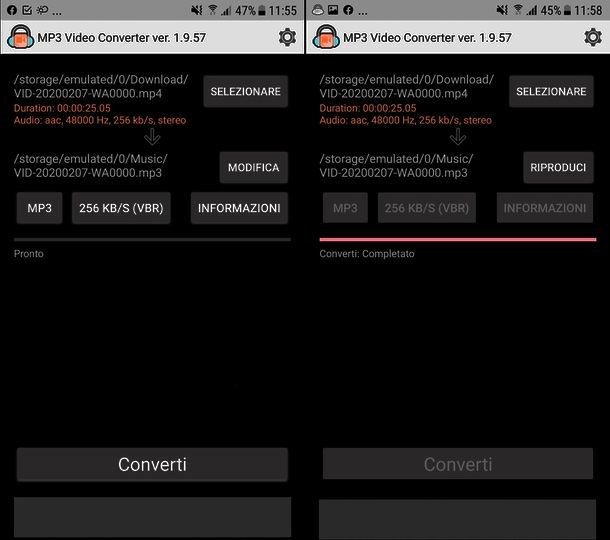 ... 47% 11:55
MP3 Video Converter ver. 1.9.57
/storage/emulated/0/Download/
VID-20200207-WA0000.mp4
SELEZIONARE
Duration: 00:00:25.05
Audio: aac, 48000 Hz, 256 kb/s, stereo
/storage/emulated/0/Music/
VID-20200207-WA0000.mp3
MODIFICA
MP3
256 KB/S (VBR)
INFORMAZIONI
Pronto
Converti
... 45% 11:58
MP3 Video Converter ver. 1.9.57
/storage/emulated/0/Download/
VID-20200207-WA0000.mp4
SELEZIONARE
Duration: 00:00:25.05
Audio: aac, 48000 Hz, 256 kb/s, stereo
/storage/emulated/0/Music/
VID-20200207-WA0000.mp3
RIPRODUCI
MP3
256 KB/S (VBR)
INFORMAZIONI
Converti: Completato
Converti